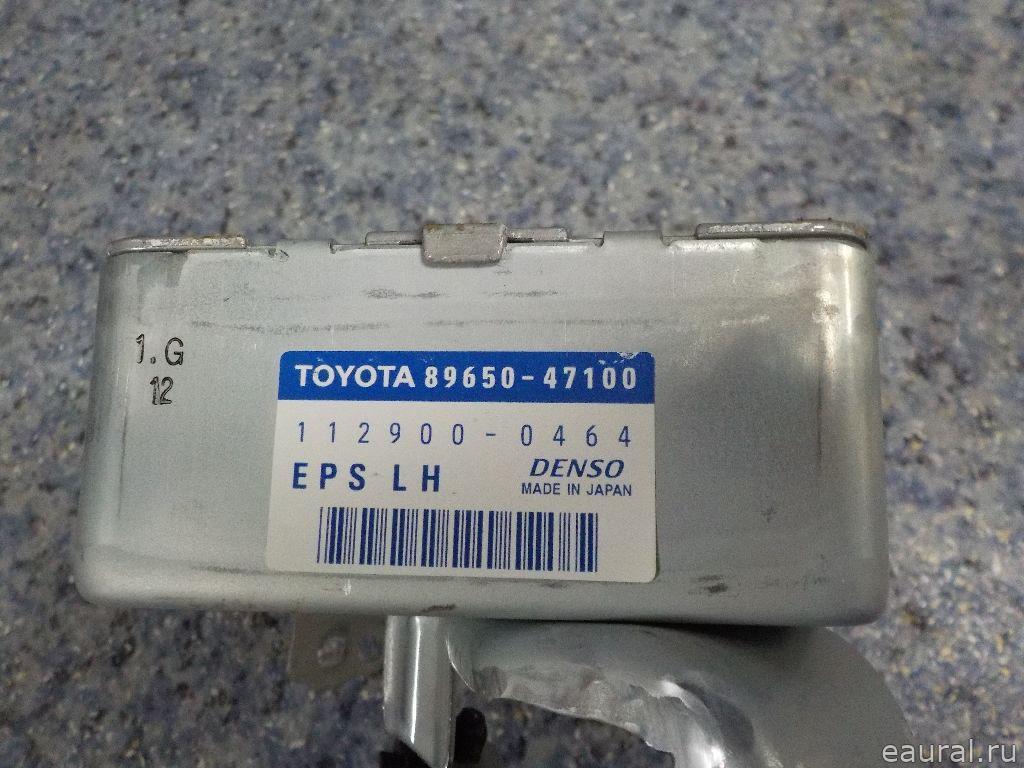 1.G
12
TOYOTA 89650-47100
112900-0464
EPS LH
DENSO
MADE IN JAPAN
eaural.ru